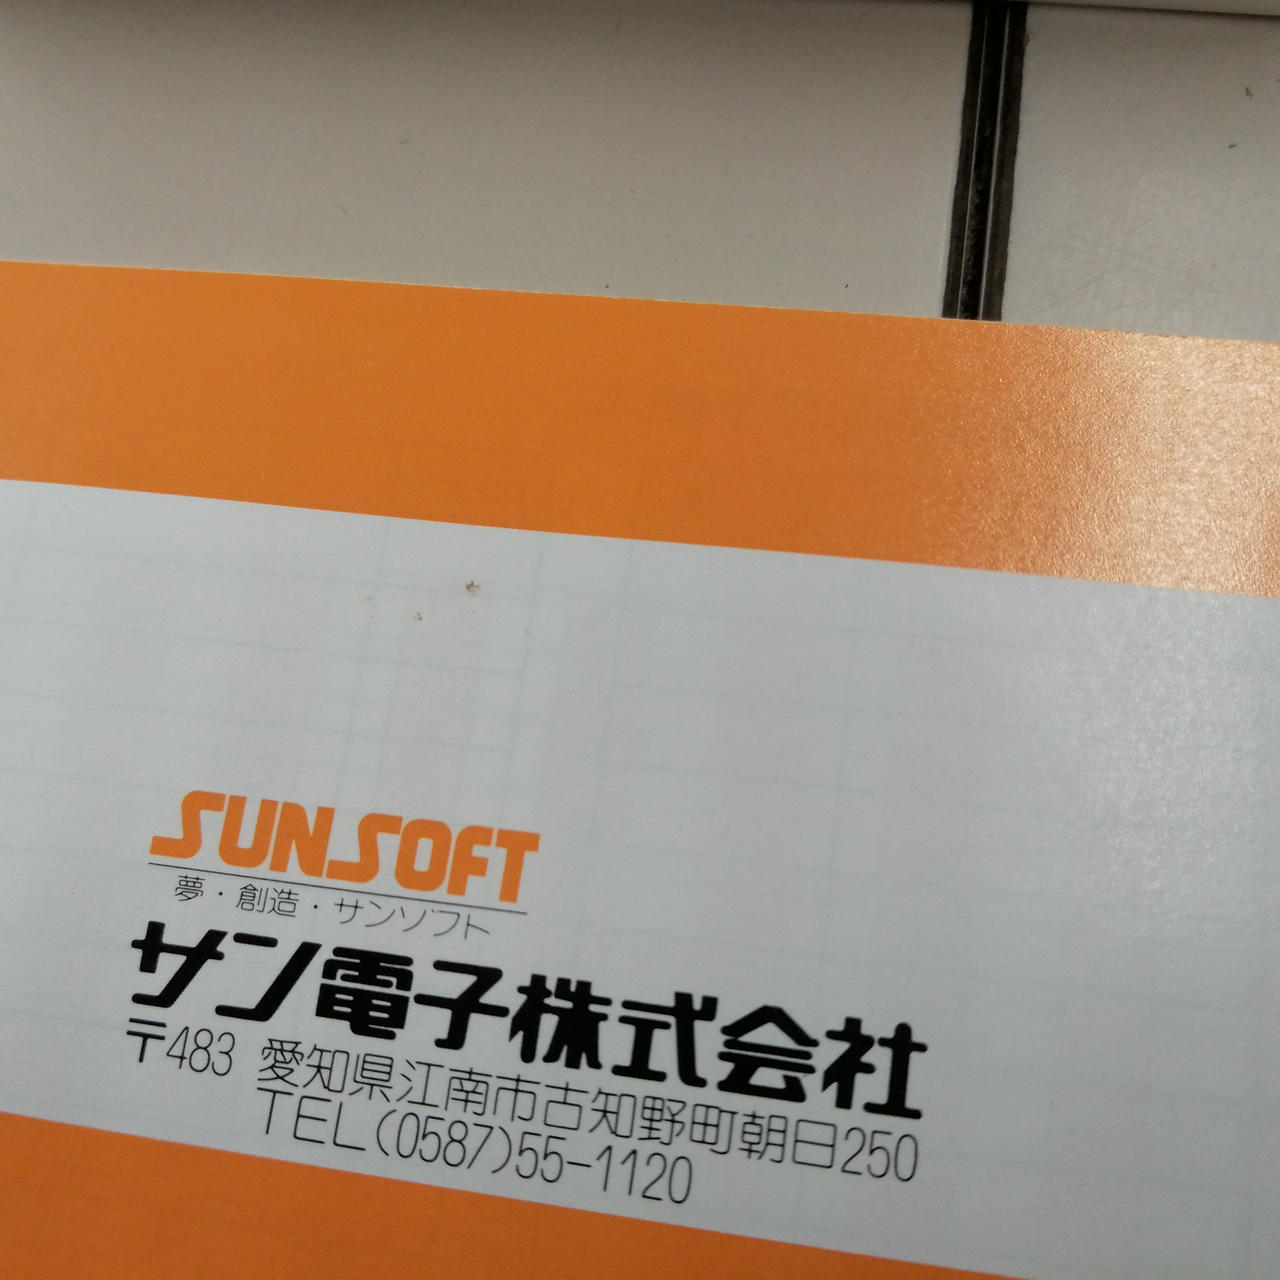 SUNSOFT
夢・創造・サンソフト
サン電子株式会社
〒483 愛知県江南市古知野町朝日250
TEL(0587)55-1120